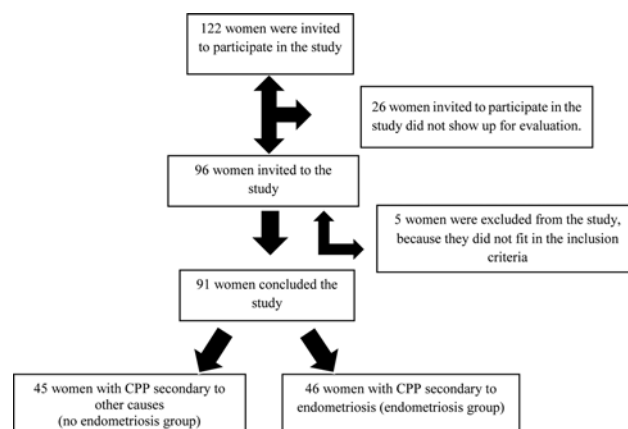 122 women were invited
to participate in the study
26 women invited to participate in the
study did not show up for evaluation.
96 women invited to the
study
5 women were excluded from the study,
because they did not fit in the inclusion
criteria
91 women concluded the
study
45 women with CPP secondary to
other causes
(no endometriosis group)
46 women with CPP secondary to
endometriosis (endometriosis group)